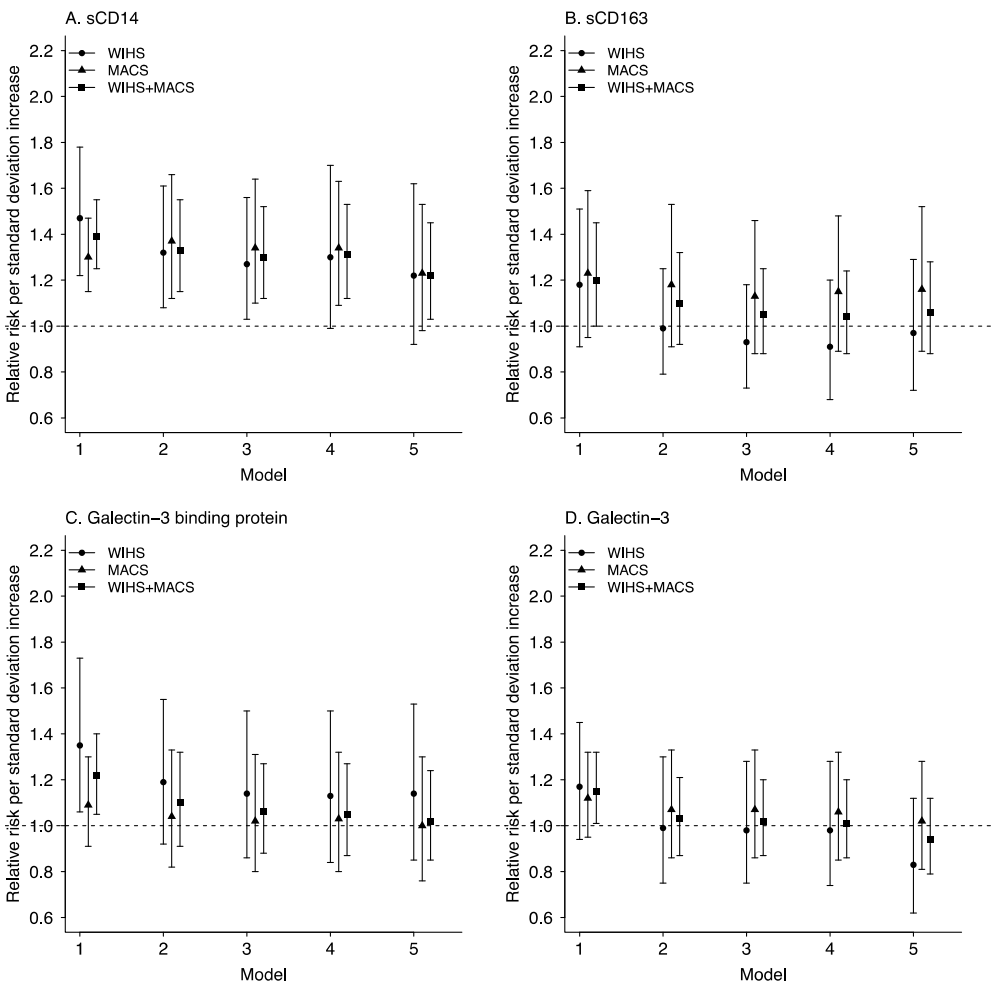 A. sCD14
WIHS
MACS
WIHS+MACS
Relative risk per standard deviation increase
2.2
2.0
1.8
1.6
1.4
1.2
1.0
0.8
0.6
1 2 3 4 5
Model
B. sCD163
WIHS
MACS
WIHS+MACS
Relative risk per standard deviation increase
2.2
2.0
1.8
1.6
1.4
1.2
1.0
0.8
0.6
1 2 3 4 5
Model
C. Galectin−3 binding protein
WIHS
MACS
WIHS+MACS
Relative risk per standard deviation increase
2.2
2.0
1.8
1.6
1.4
1.2
1.0
0.8
0.6
1 2 3 4 5
Model
D. Galectin−3
WIHS
MACS
WIHS+MACS
Relative risk per standard deviation increase
2.2
2.0
1.8
1.6
1.4
1.2
1.0
0.8
0.6
1 2 3 4 5
Model